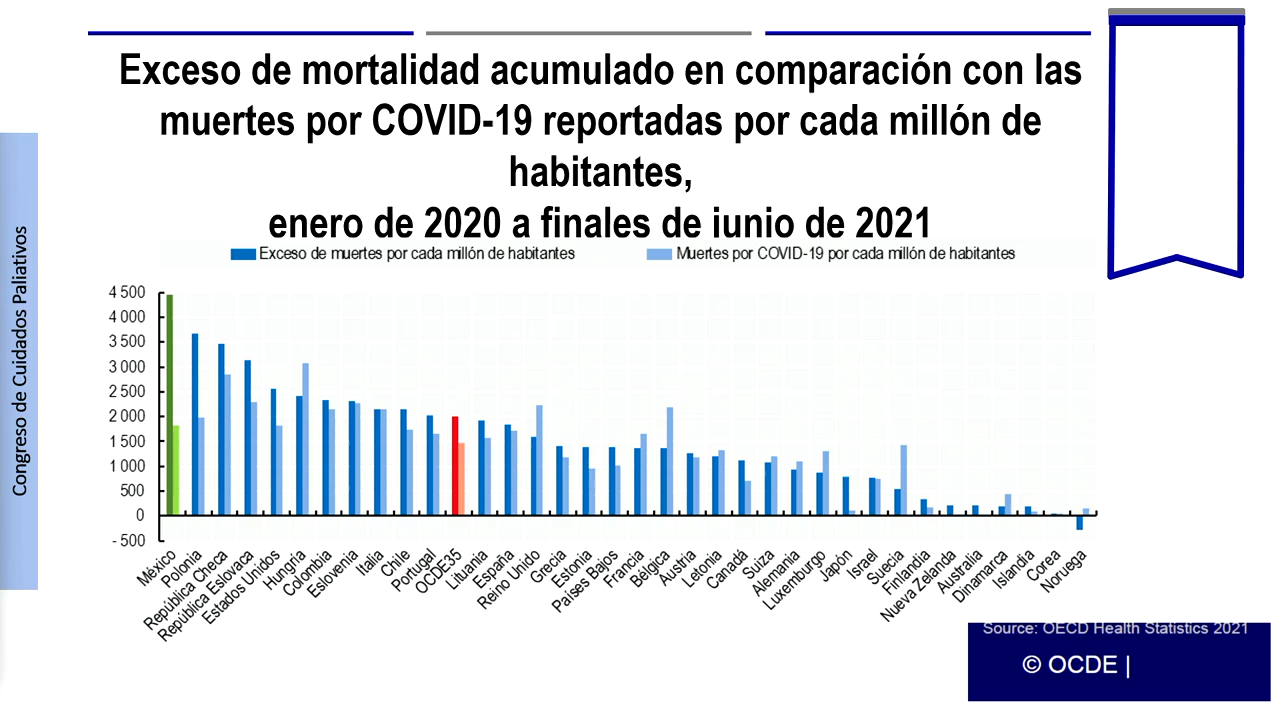 Exceso de mortalidad acumulado en comparación con las
muertes por COVID-19 reportadas por cada millón de
habitantes,
enero de 2020 a finales de iunio de 2021
Exceso de muertes por cada millón de habitantes
Muertes por COVID-19 por cada millón de habitantes
Congreso de Cuidados Paliativos
4 500
4 000
3 500
3 000
2 500
2 000
1 500
1 000
500
0
- 500
México
Polonia
República Checa
República Eslovaca
Estados Unidos
Hungría
Colombia
Eslovenia
Italia
Chile
Portugal
OCDE35
Lituania
España
Reino Unido
Grecia
Estonia
Países Bajos
Francia
Bélgica
Austria
Letonia
Canadá
Suiza
Alemania
Luxemburgo
Japón
Israel
Suecia
Finlandia
Nueva Zelanda
Australia
Dinamarca
Islandia
Corea
Noruega
Source: OECD Health Statistics 2021
© OCDE |